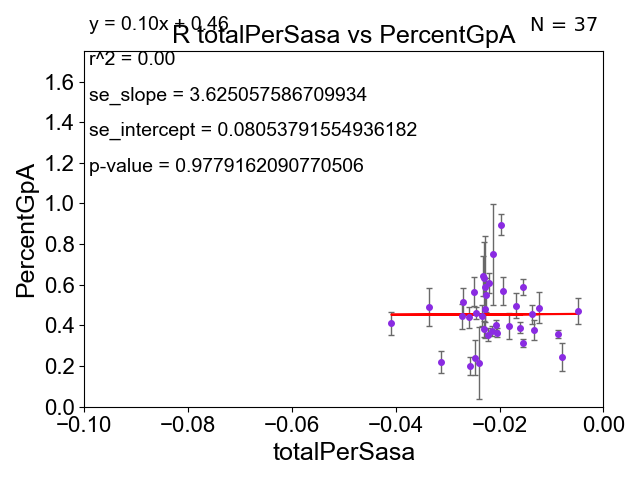 y = 0.10x + 0.46
N = 37
R totalPerSasa vs PercentGpA
r^2 = 0.00
se_slope = 3.625057586709934
se_intercept = 0.08053791554936182
p-value = 0.9779162090770506
PercentGpA
1.6
1.4
1.2
1.0
0.8
0.6
0.4
0.2
0.0
−0.10
−0.08
−0.06
−0.04
−0.02
0.00
totalPerSasa